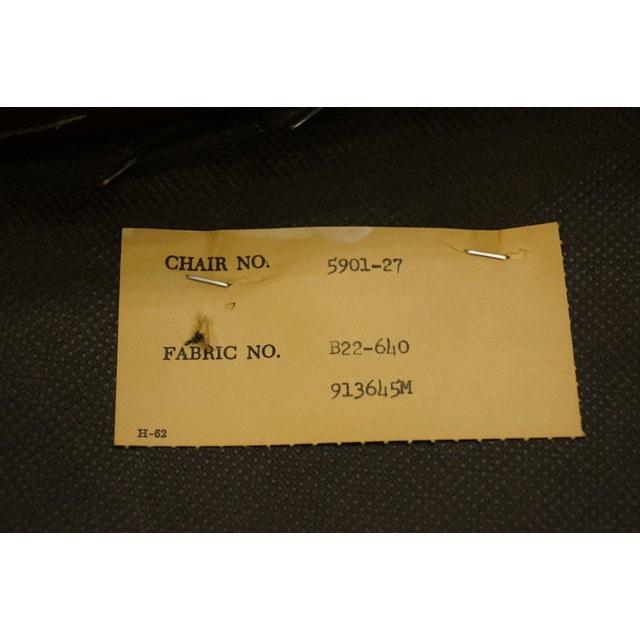 CHAIR NO. 5901-27
FABRIC NO. B22-640
913645M
H-62